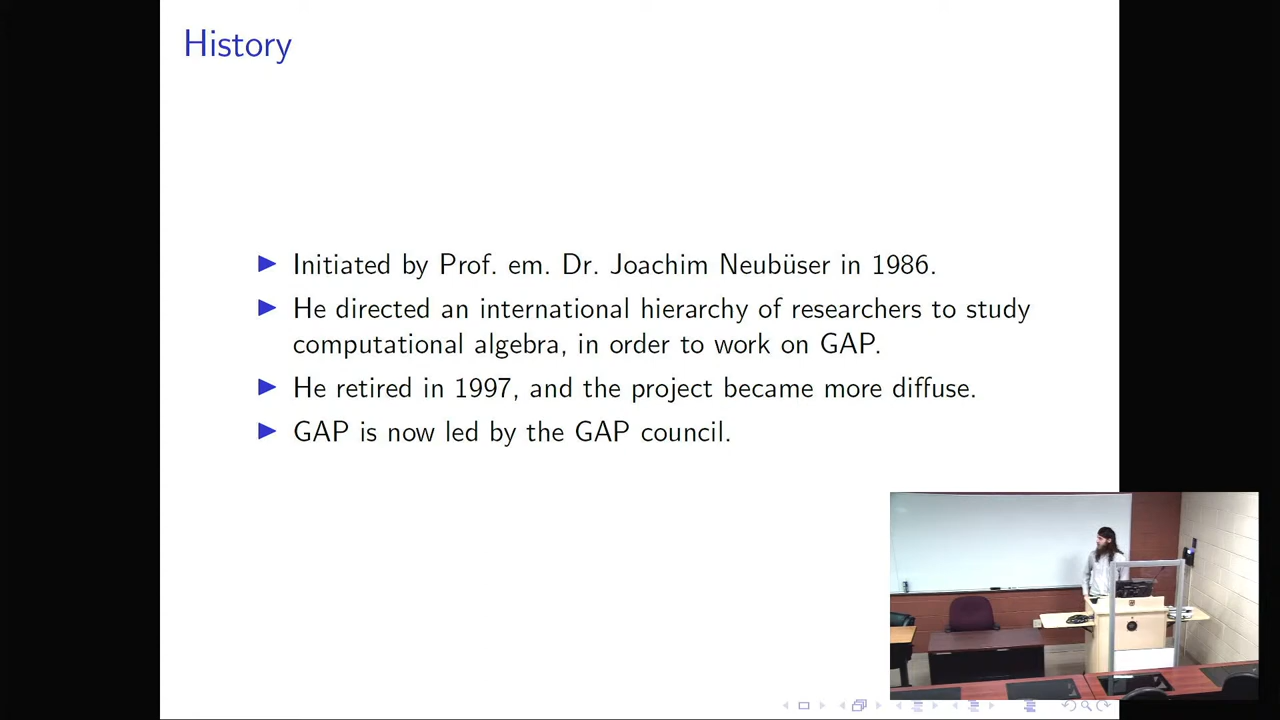 History
Initiated by Prof. em. Dr. Joachim Neubüser in 1986.
He directed an international hierarchy of researchers to study
computational algebra, in order to work on GAP.
He retired in 1997, and the project became more diffuse.
GAP is now led by the GAP council.